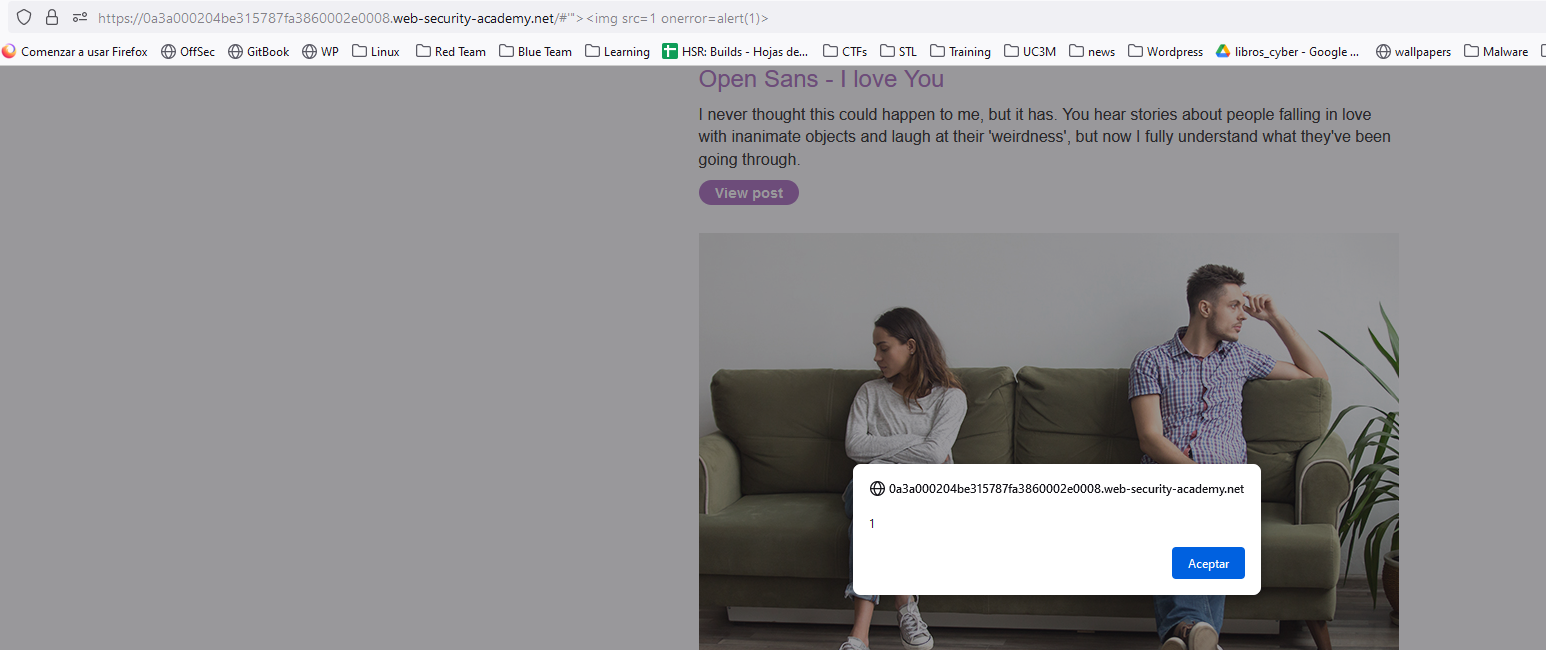 https://0a3a000204be315787fa3860002e0008.web-security-academy.net/#'"><img src=1 onerror=alert(1)>
Comenzar a usar Firefox OffSec GitBook WP Linux Red Team Blue Team Learning HSR: Builds - Hojas de... CTFs STL Training UC3M news Wordpress libros_cyber - Google ... wallpapers Malware
Open Sans - I love You
I never thought this could happen to me, but it has. You hear stories about people falling in love
with inanimate objects and laugh at their 'weirdness', but now I fully understand what they've been
going through.
View post
0a3a000204be315787fa3860002e0008.web-security-academy.net
1
Aceptar